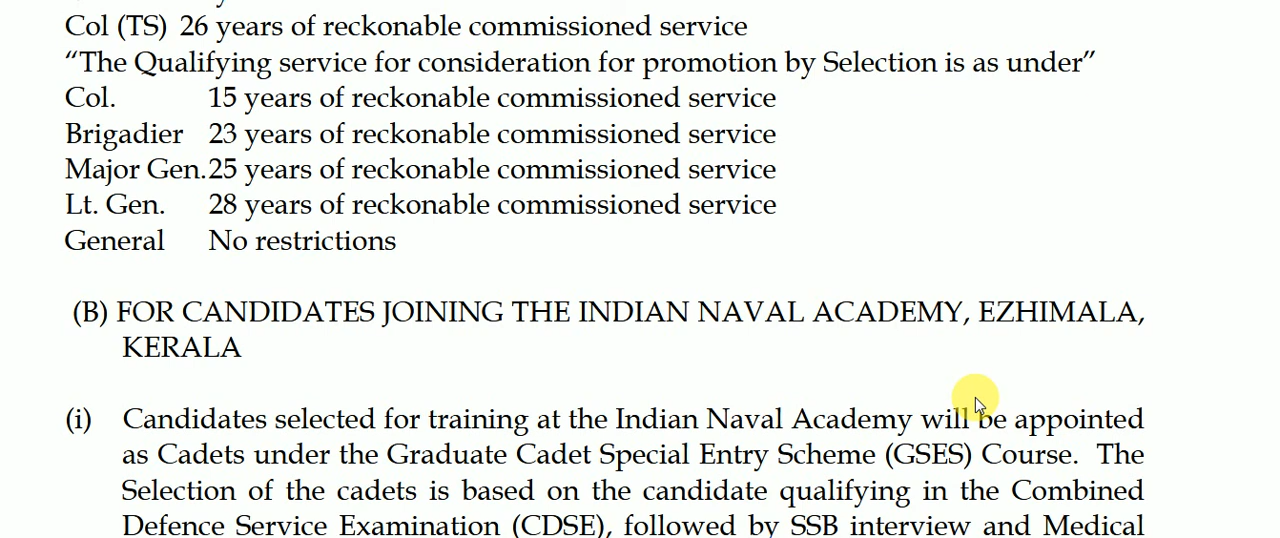 Col (TS) 26 years of reckonable commissioned service
“The Qualifying service for consideration for promotion by Selection is as under”
Col. 15 years of reckonable commissioned service
Brigadier 23 years of reckonable commissioned service
Major Gen.25 years of reckonable commissioned service
Lt. Gen. 28 years of reckonable commissioned service
General No restrictions
(B) FOR CANDIDATES JOINING THE INDIAN NAVAL ACADEMY, EZHIMALA,
KERALA
(i) Candidates selected for training at the Indian Naval Academy will be appointed
as Cadets under the Graduate Cadet Special Entry Scheme (GSES) Course. The
Selection of the cadets is based on the candidate qualifying in the Combined
Defence Service Examination (CDSE), followed by SSB interview and Medical